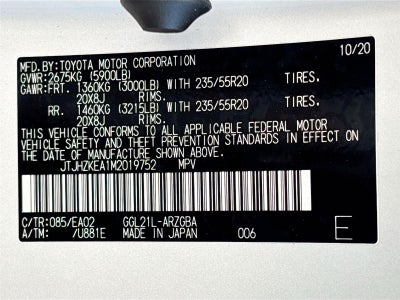 MFD.BY:TOYOTA MOTOR CORPORATION 10/20
GVWR:2675KG (5900LB)
GAWR:FRT. 1360KG (3000LB) WITH 235/55R20 TIRES.
20X8J RIMS.
RR. 1460KG (3215LB) WITH 235/55R20 TIRES.
20X8J RIMS.
THIS VEHICLE CONFORMS TO ALL APPLICABLE FEDERAL MOTOR
VEHICLE SAFETY AND THEFT PREVENTION STANDARDS IN EFFECT ON
THE DATE OF MANUFACTURE SHOWN ABOVE.
JTJHZKEA1M2019752 MPV
C/TR:085/EA02 GGL21L-ARZGBA
A/TM: /U881E MADE IN JAPAN 006 E